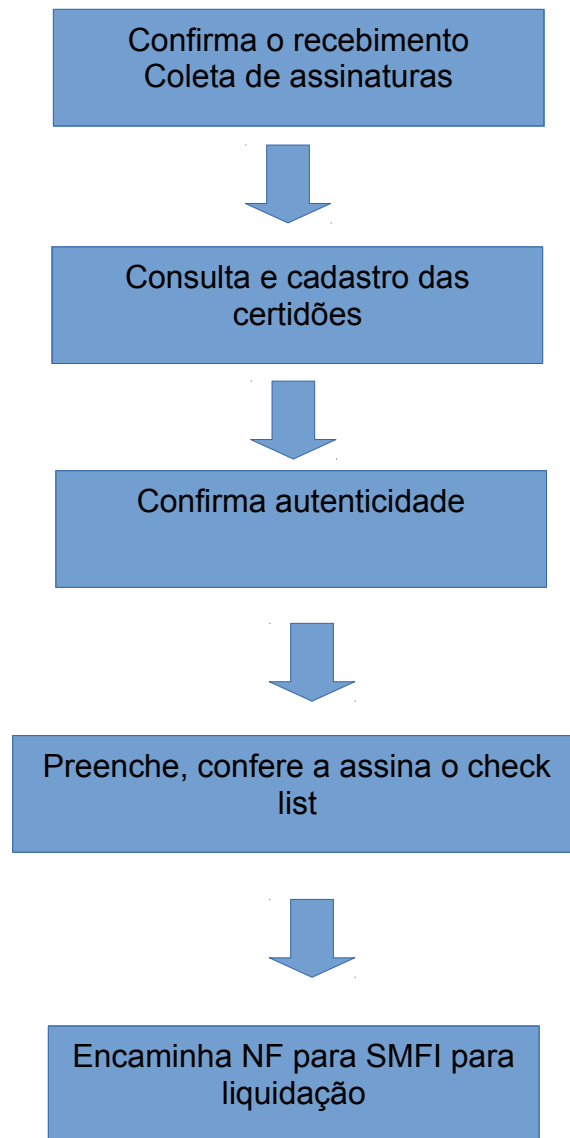 Confirma o recebimento
Coleta de assinaturas
Consulta e cadastro das
certidões
Confirma autenticidade
Preenche, confere a assina o check
list
Encaminha NF para SMFI para
liquidação